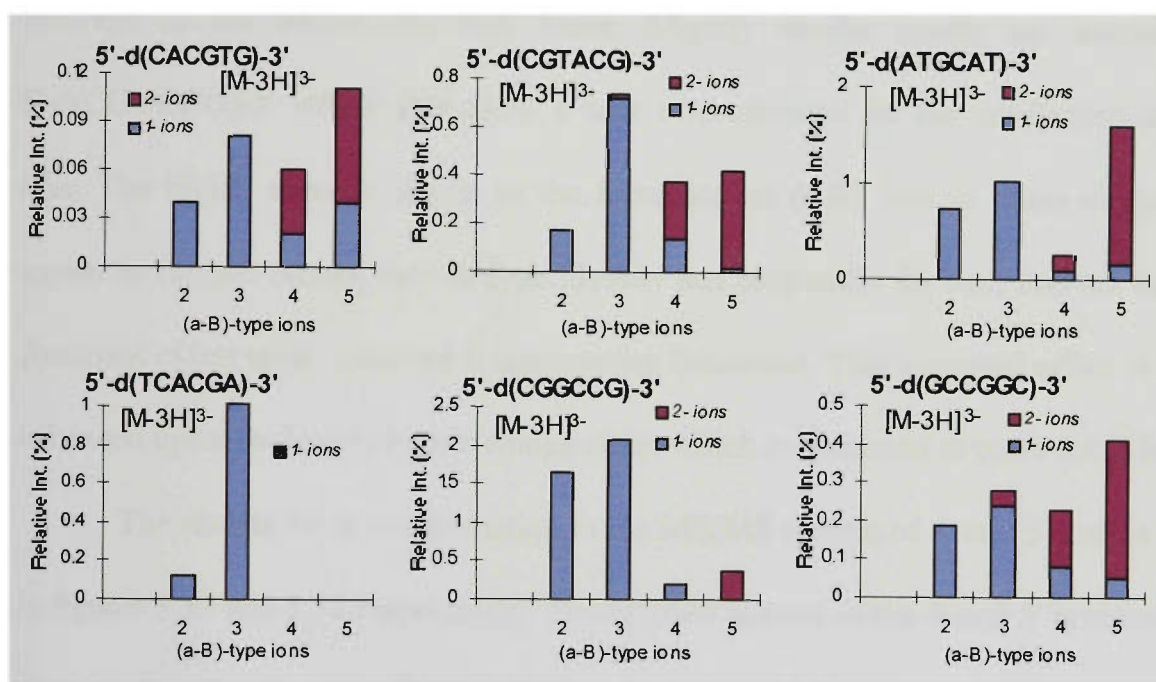 5'-d(CACGTG)-3'
0.12
[M-3H]3-
2- ions
1- ions
0.09
0.06
0.03
0
Relative Int. (%)
2 3 4 5
(a-B)-type ions
5'-d(CGTACG)-3'
0.8
[M-3H]3-
2- ions
1- ions
0.6
0.4
0.2
0
Relative Int. (%)
2 3 4 5
(a-B)-type ions
5'-d(ATGCAT)-3'
2
[M-3H]3-
2- ions
1- ions
1
0
Relative Int. (%)
2 3 4 5
(a-B)-type ions
5'-d(TCACGA)-3'
1
[M-3H]3-
0.8
1- ions
0.6
0.4
0.2
0
Relative Int. (%)
2 3 4 5
(a-B)-type ions
5'-d(CGGCCG)-3'
2.5
[M-3H]3-
2- ions
1- ions
2
1.5
1
0.5
0
Relative Int. (%)
2 3 4 5
(a-B)-type ions
5'-d(GCCGGC)-3'
0.5
[M-3H]3-
2- ions
1- ions
0.4
0.3
0.2
0.1
0
Relative Int. (%)
2 3 4 5
(a-B)-type ions